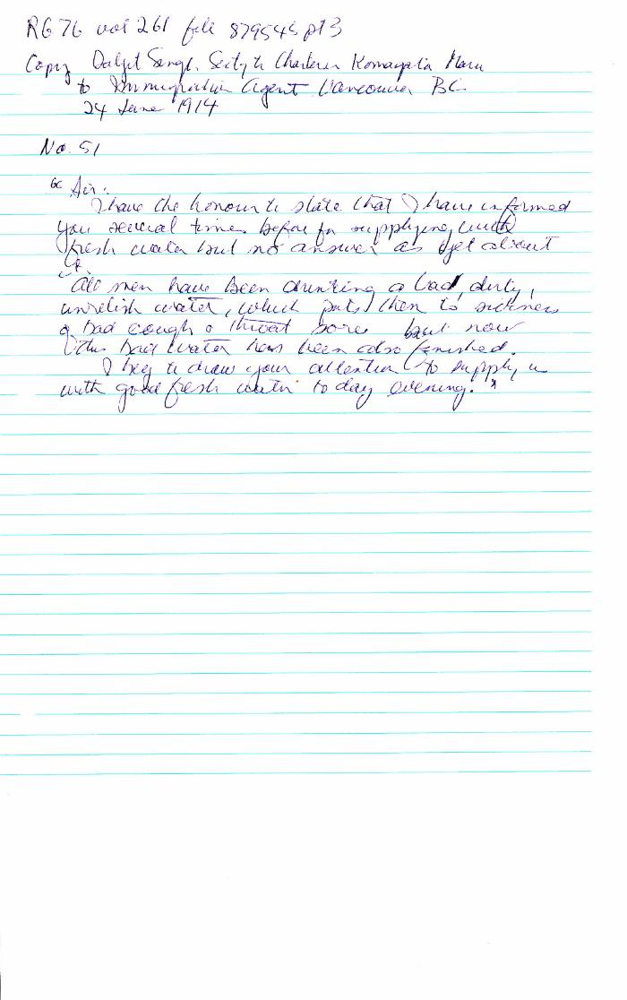 RG 76 vol 261 file 879545 pt 3
Copy Daljit Singh, Secty to Charterer Komagata Maru
to Immigration Agent Vancouver BC
24 June 1914
No. 51
"Sir:
I have the honour to state that I have informed
you several times before for supplying with
fresh water but no answer as yet about
it.
All men have been drinking a bad, dirty,
unrelish water, which puts them to sickness
of bad cough & throat sore but now
this bad water has been also finished.
I beg to draw your attention to supply us
with good fresh water to day evening."